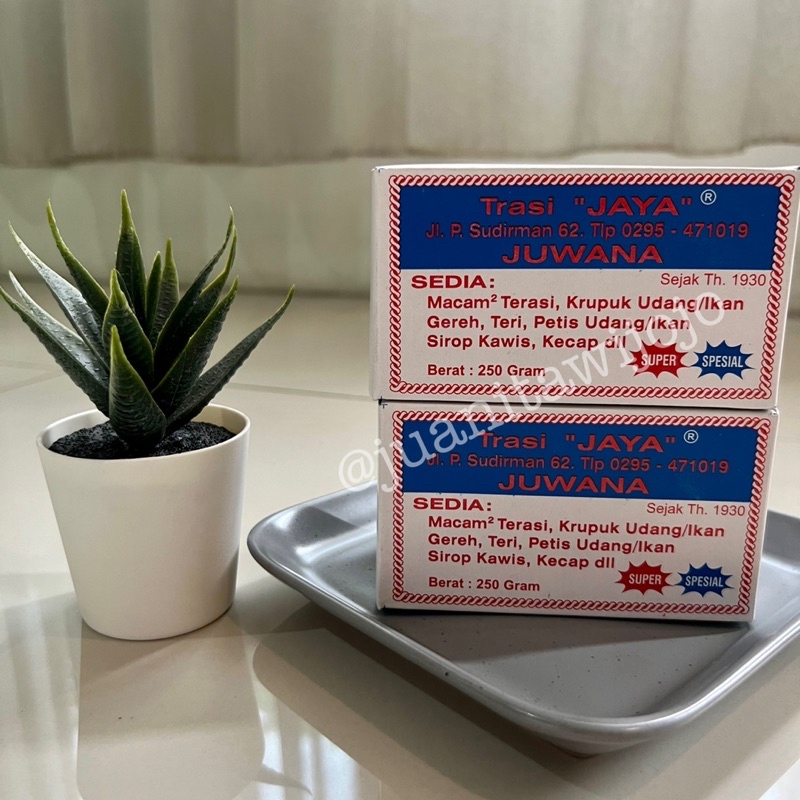 Trasi "JAYA" ®
Jl. P. Sudirman 62. Tlp 0295 - 471019
JUWANA
SEDIA:
Sejak Th. 1930
Macam² Terasi, Krupuk Udang/Ikan
Gereh, Teri, Petis Udang/Ikan
Sirop Kawis, Kecap dll
SUPER SPESIAL
Berat : 250 Gram
Trasi "JAYA" ®
Jl. P. Sudirman 62. Tlp 0295 - 471019
JUWANA
SEDIA:
Sejak Th. 1930
Macam² Terasi, Krupuk Udang/Ikan
Gereh, Teri, Petis Udang/Ikan
Sirop Kawis, Kecap dll
SUPER SPESIAL
Berat : 250 Gram